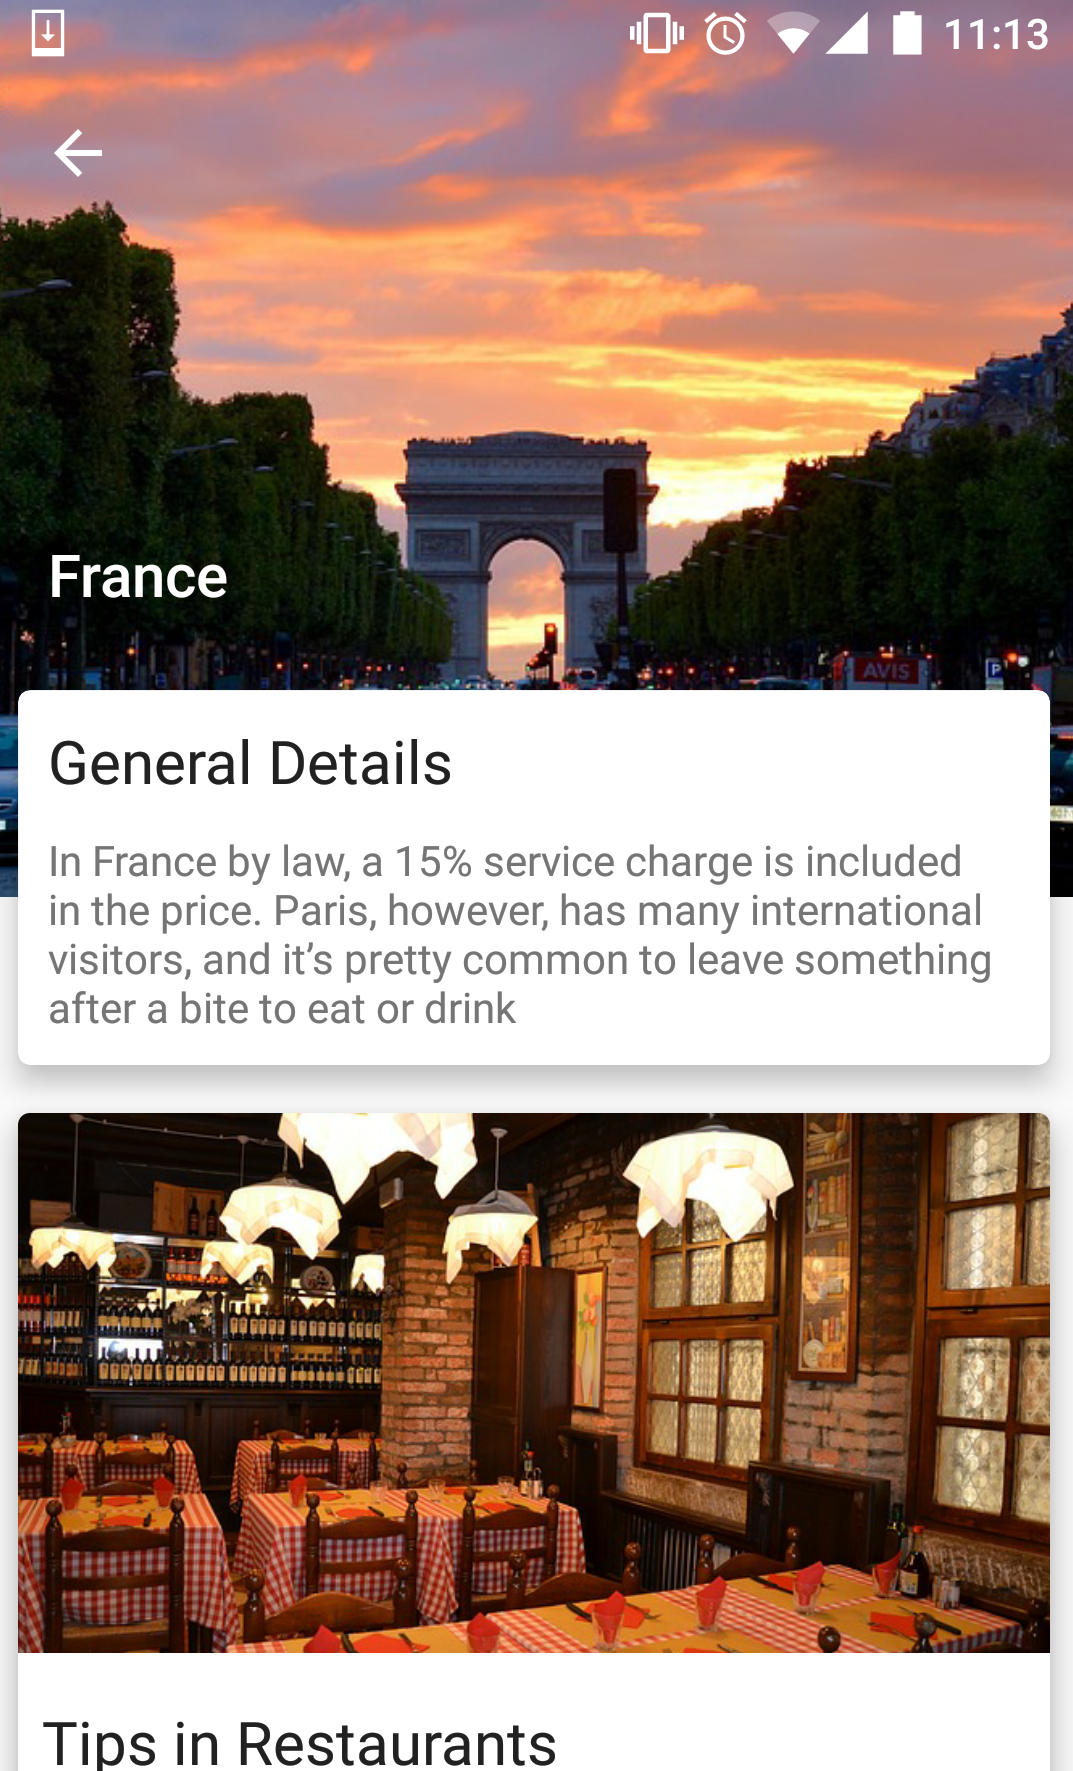 11:13
France
AVIS
P
General Details
In France by law, a 15% service charge is included
in the price. Paris, however, has many international
visitors, and it’s pretty common to leave something
after a bite to eat or drink
Tips in Restaurants